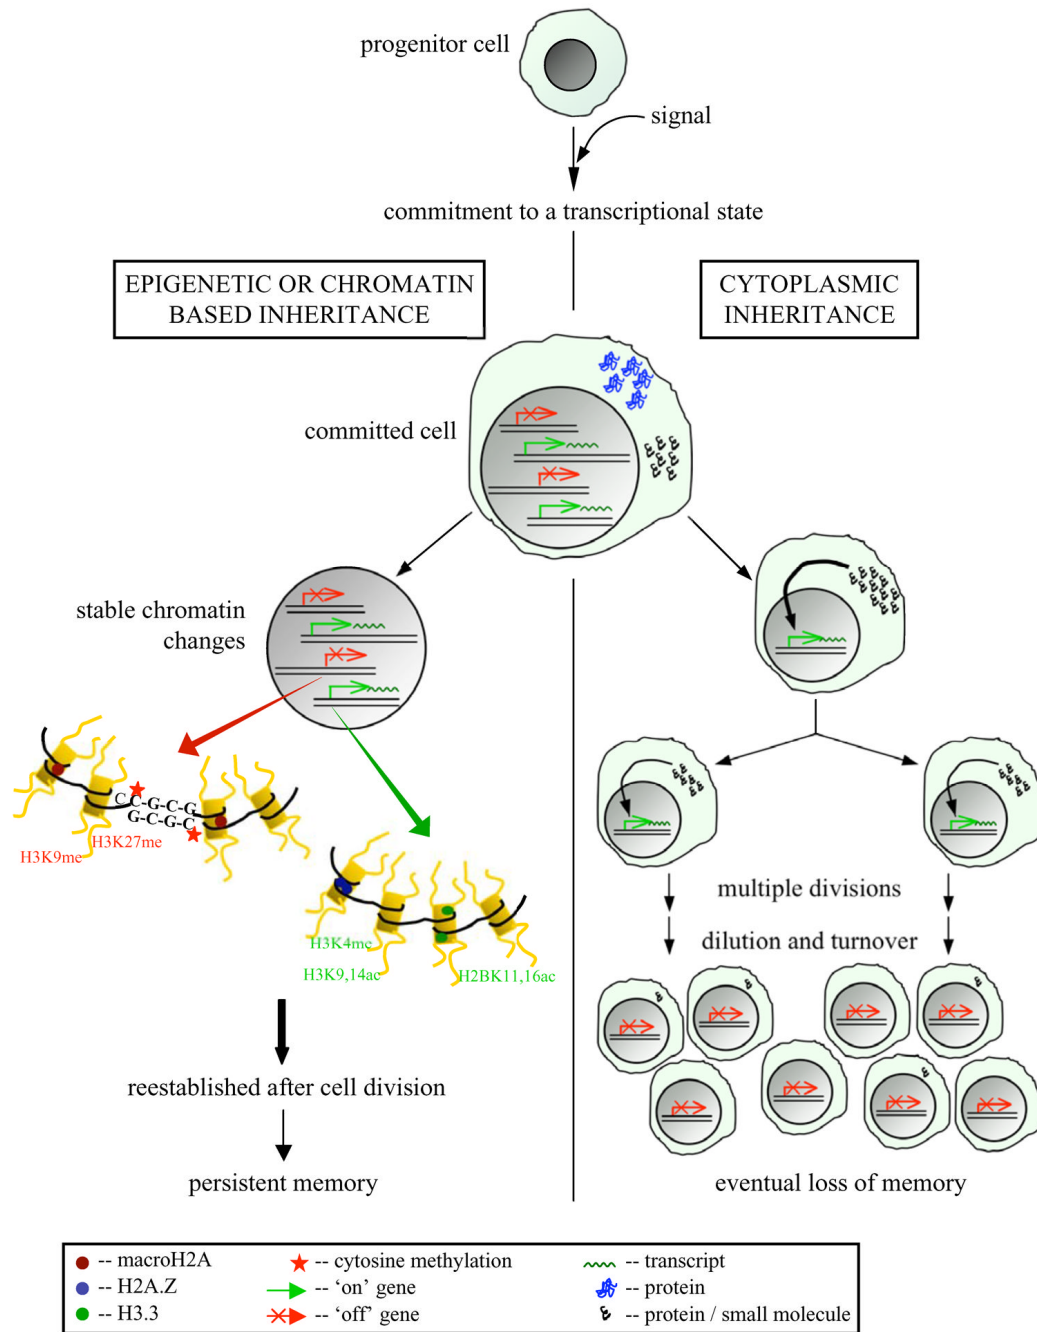 progenitor cell
signal
commitment to a transcriptional state
EPIGENETIC OR CHROMATIN
BASED INHERITANCE
CYTOPLASMIC
INHERITANCE
committed cell
stable chromatin
changes
C C-G-C-G
G-C-G-C
H3K27me
H3K9me
H3K4me
H3K9,14ac
H2BK11,16ac
reestablished after cell division
persistent memory
multiple divisions
dilution and turnover
eventual loss of memory
-- macroH2A
-- H2A.Z
-- H3.3
-- cytosine methylation
-- ‘on’ gene
-- ‘off’ gene
-- transcript
-- protein
-- protein / small molecule